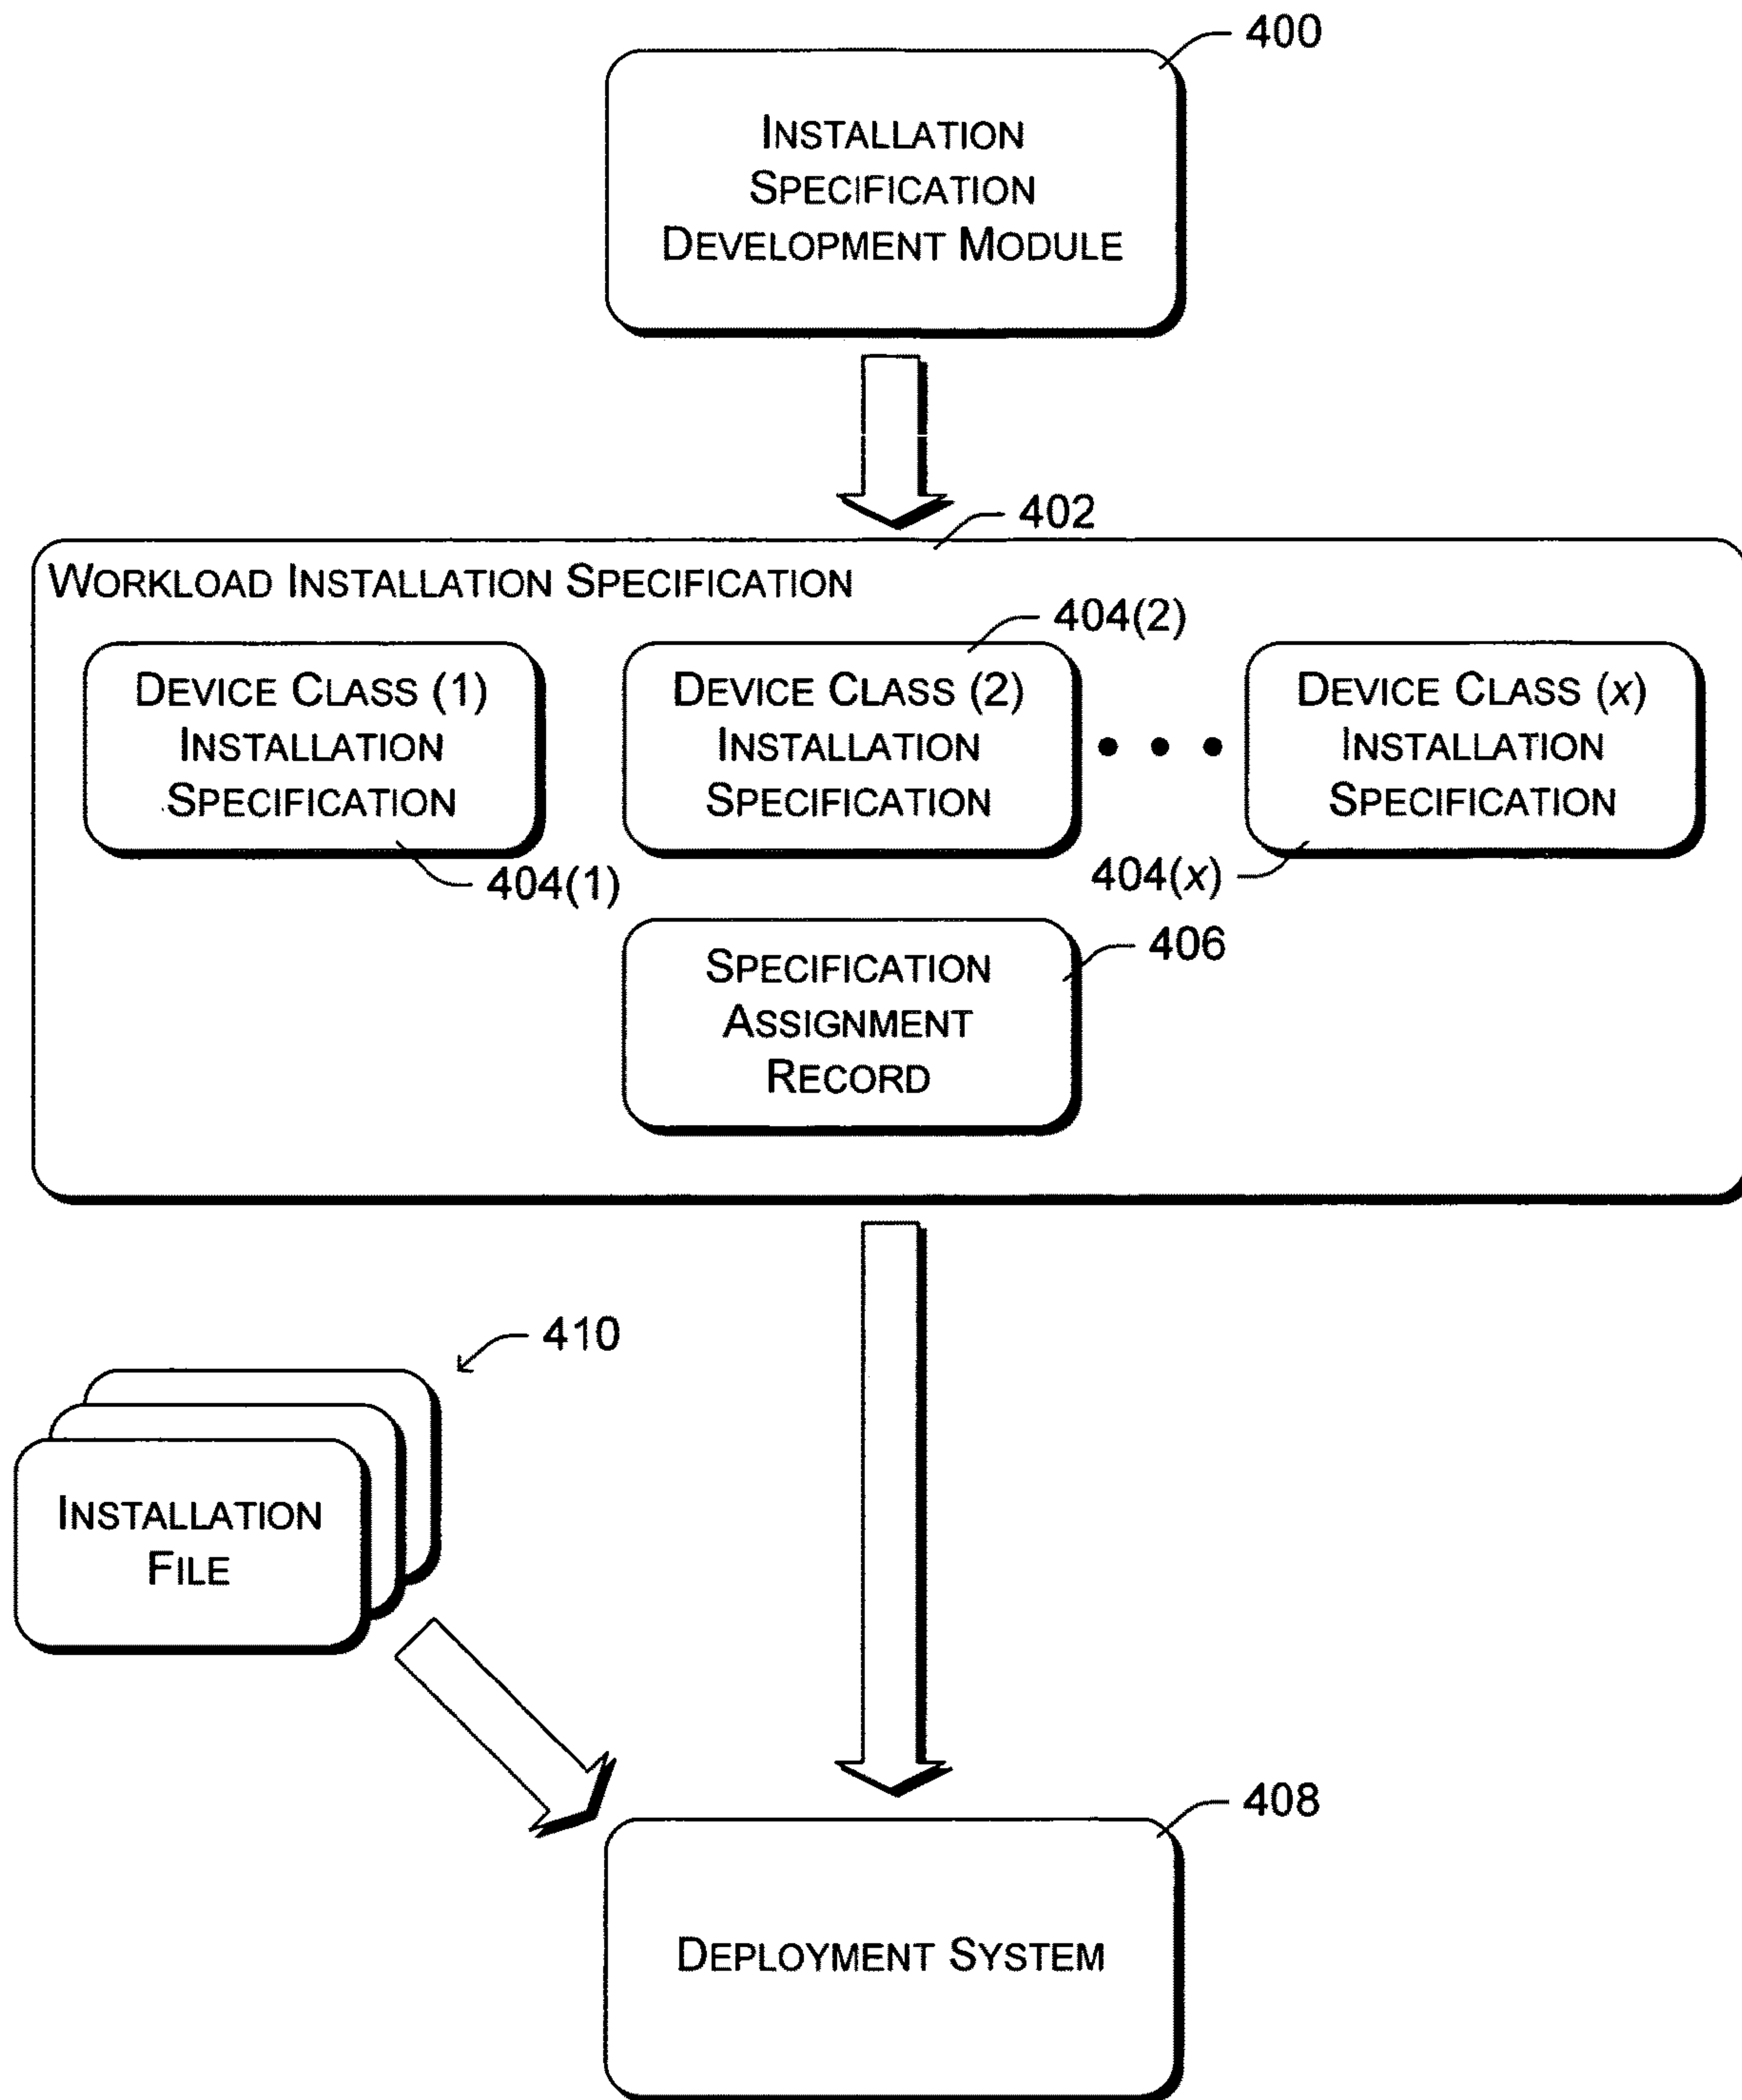 400
INSTALLATION
SPECIFICATION
DEVELOPMENT MODULE
402
WORKLOAD INSTALLATION SPECIFICATION
404(2)
DEVICE CLASS (1)
INSTALLATION
SPECIFICATION
404(1)
DEVICE CLASS (2)
INSTALLATION
SPECIFICATION
• • •
DEVICE CLASS (x)
INSTALLATION
SPECIFICATION
404(x)
SPECIFICATION
ASSIGNMENT
RECORD
406
410
INSTALLATION
FILE
408
DEPLOYMENT SYSTEM